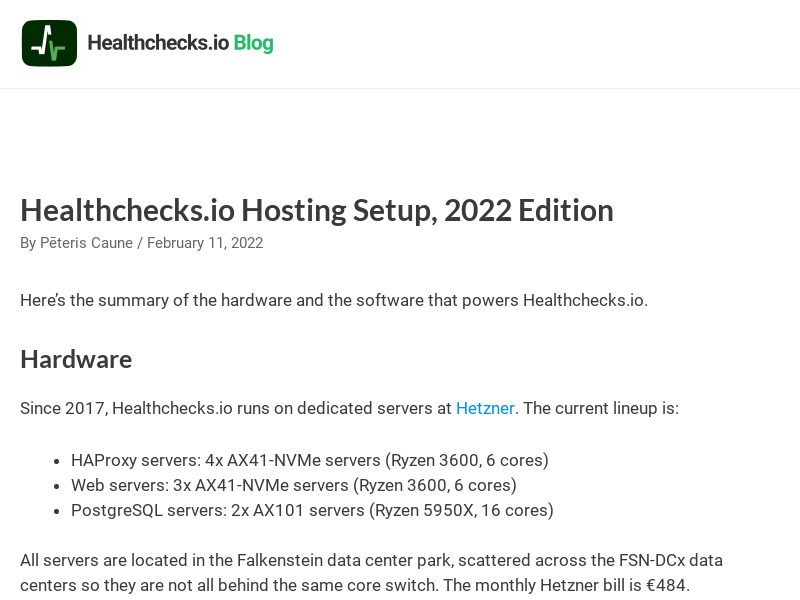 Healthchecks.io Blog
Healthchecks.io Hosting Setup, 2022 Edition
By Pēteris Caune / February 11, 2022
Here’s the summary of the hardware and the software that powers Healthchecks.io.
Hardware
Since 2017, Healthchecks.io runs on dedicated servers at Hetzner. The current lineup is:
• HAProxy servers: 4x AX41-NVMe servers (Ryzen 3600, 6 cores)
• Web servers: 3x AX41-NVMe servers (Ryzen 3600, 6 cores)
• PostgreSQL servers: 2x AX101 servers (Ryzen 5950X, 16 cores)
All servers are located in the Falkenstein data center park, scattered across the FSN-DCx data
centers so they are not all behind the same core switch. The monthly Hetzner bill is €484.